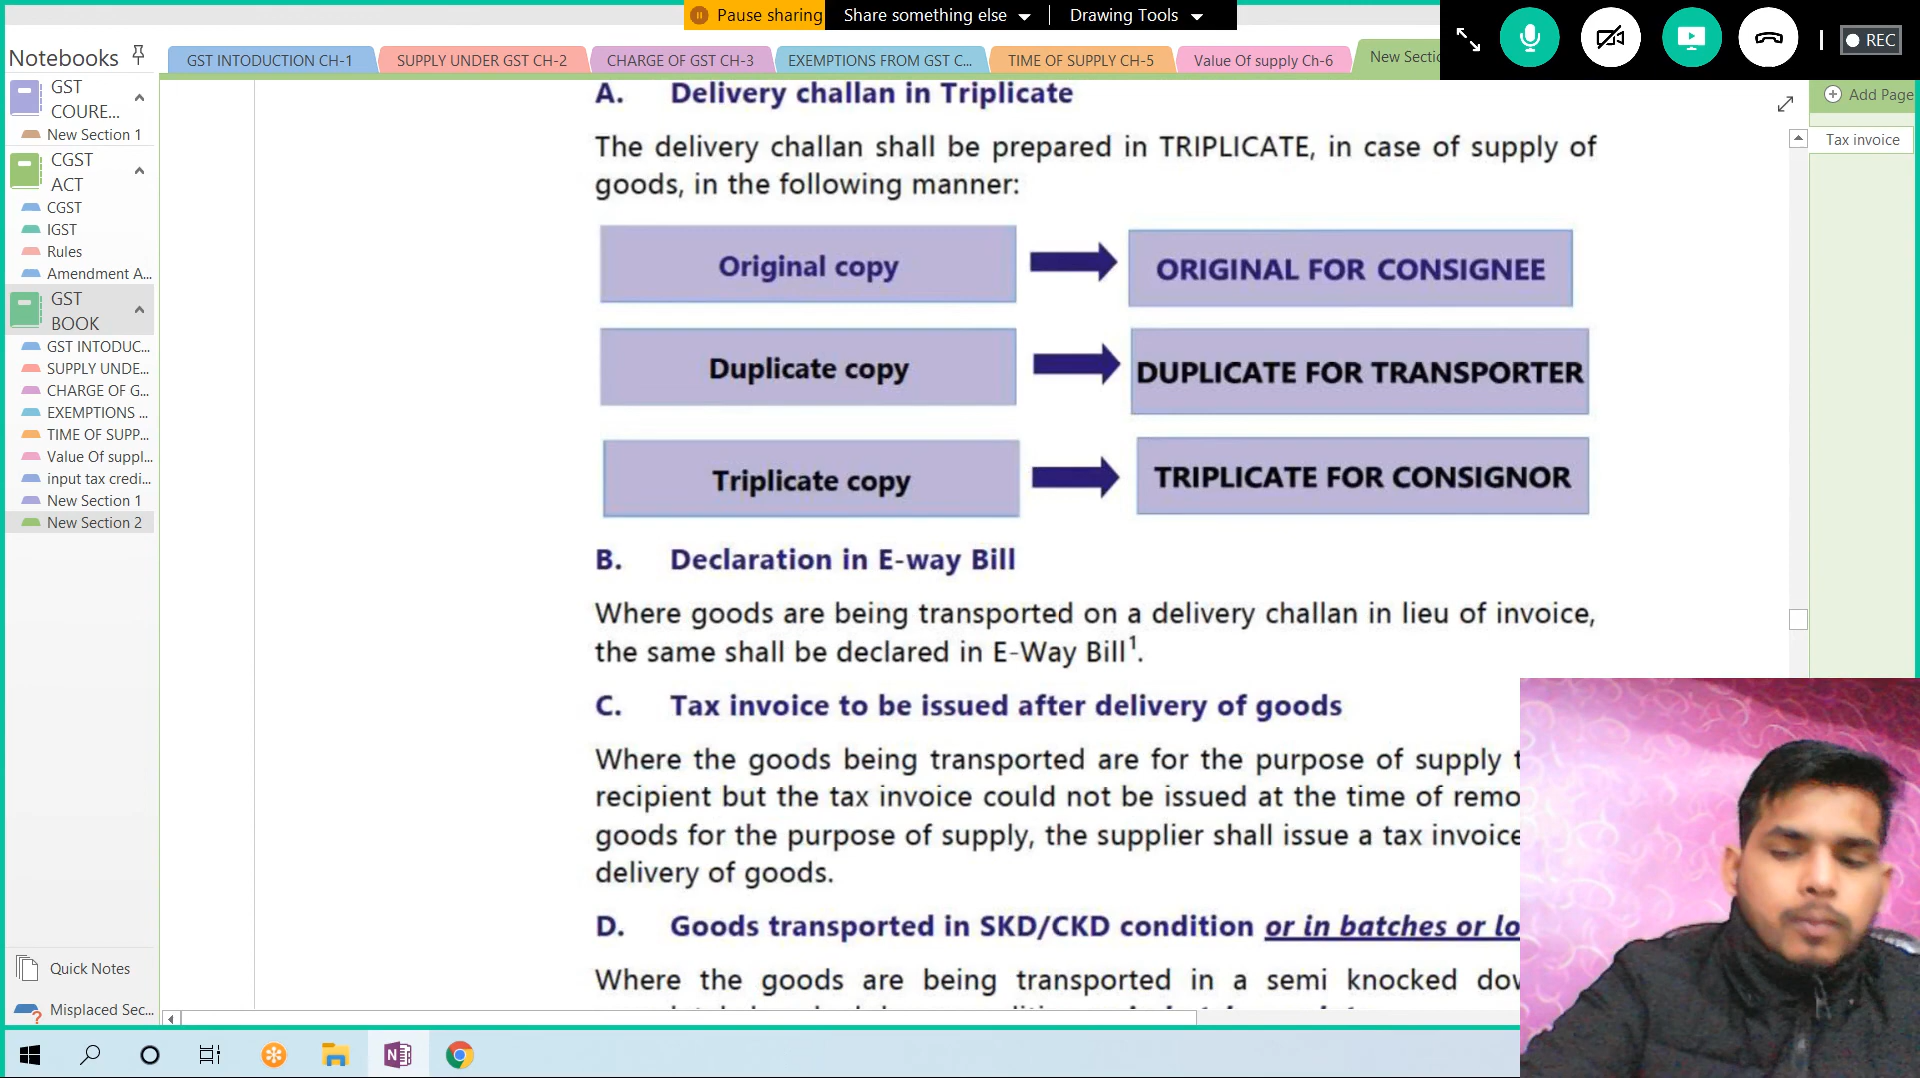 Pause sharing
Share something else
Drawing Tools
REC
Notebooks
GST INTODUCTION CH-1
SUPPLY UNDER GST CH-2
CHARGE OF GST CH-3
EXEMPTIONS FROM GST C...
TIME OF SUPPLY CH-5
Value Of supply Ch-6
New Sectio
Add Page
Tax invoice
GST
COURE...
New Section 1
CGST
ACT
CGST
IGST
Rules
Amendment A...
GST
BOOK
GST INTODUC...
SUPPLY UNDE...
CHARGE OF G...
EXEMPTIONS ...
TIME OF SUPP...
Value Of suppl...
input tax credi...
New Section 1
New Section 2
Quick Notes
Misplaced Sec...
A. Delivery challan in Triplicate
The delivery challan shall be prepared in TRIPLICATE, in case of supply of
goods, in the following manner:
Original copy
ORIGINAL FOR CONSIGNEE
Duplicate copy
DUPLICATE FOR TRANSPORTER
Triplicate copy
TRIPLICATE FOR CONSIGNOR
B. Declaration in E-way Bill
Where goods are being transported on a delivery challan in lieu of invoice,
the same shall be declared in E-Way Bill¹.
C. Tax invoice to be issued after delivery of goods
Where the goods being transported are for the purpose of supply
recipient but the tax invoice could not be issued at the time of remo
goods for the purpose of supply, the supplier shall issue a tax invoice
delivery of goods.
D. Goods transported in SKD/CKD condition or in batches or lo
Where the goods are being transported in a semi knocked dow